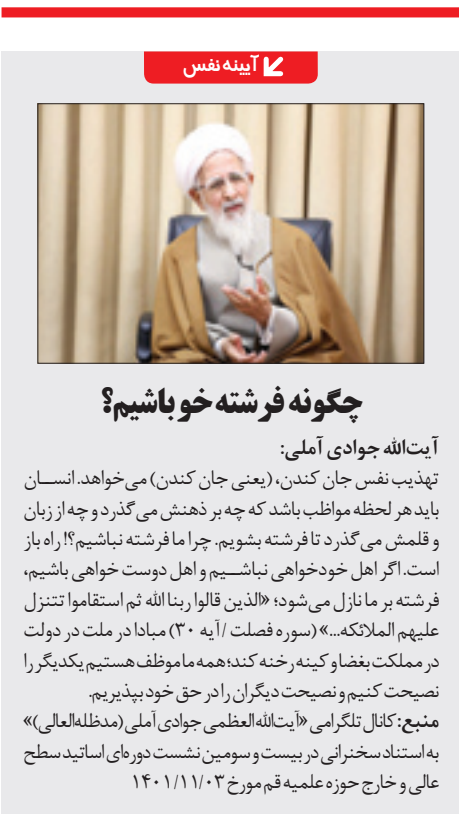 آیینه نفس
چگونه فرشته خو باشیم؟
آیت‌الله جوادی آملی:
تهذیب نفس جان کندن، (یعنی جان کندن) می‌خواهد. انسان
باید هر لحظه مواظب باشد که چه بر ذهنش می‌گذرد و چه از زبان
و قلمش می‌گذرد تا فرشته بشویم. چرا ما فرشته نباشیم؟! راه باز
است. اگر اهل خودخواهی نباشیم و اهل دوست خواهی باشیم،
فرشته بر ما نازل می‌شود؛ «الذین قالوا ربنا الله ثم استقاموا تتنزل
علیهم الملائکه...» (سوره فصلت / آیه ۳۰) مبادا در ملت در دولت
در مملکت بغضا و کینه رخنه کند؛ همه ما موظف هستیم یکدیگر را
نصیحت کنیم و نصیحت دیگران را در حق خود بپذیریم.
منبع: کانال تلگرامی «آیت‌الله العظمی جوادی آملی (مدظله‌العالی)»
به استناد سخنرانی در بیست و سومین نشست دوره‌ای اساتید سطح
عالی و خارج حوزه علمیه قم مورخ ۱۴۰۱/۱۱/۰۳